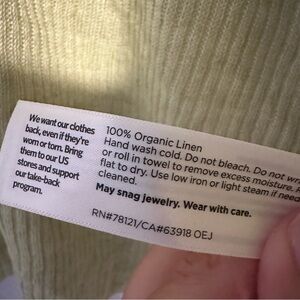 We want our clothes
back, even if they're
worn or torn. Bring
them to our US
stores and support
our take-back
program.
100% Organic Linen
Hand wash cold. Do not bleach. Do not wri
or roll in towel to remove excess moisture.
flat to dry. Use low iron or light steam if need
cleaned.
May snag jewelry. Wear with care.
RN#78121/CA#63918 0EJ